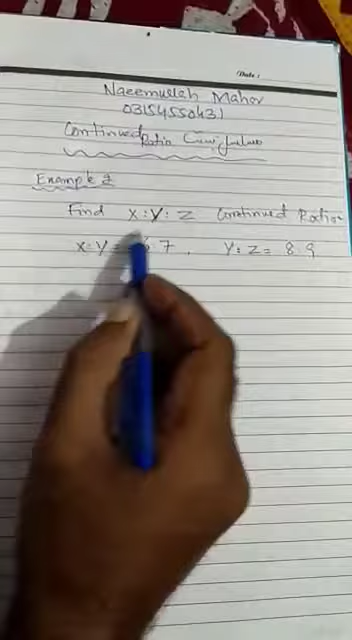 (Date: )
Naeemullah Mahar
03154550431
Continued Ratio
Example 2
Find X:Y:Z Continued Ratio
X:Y= 6:7, Y:Z= 8:9